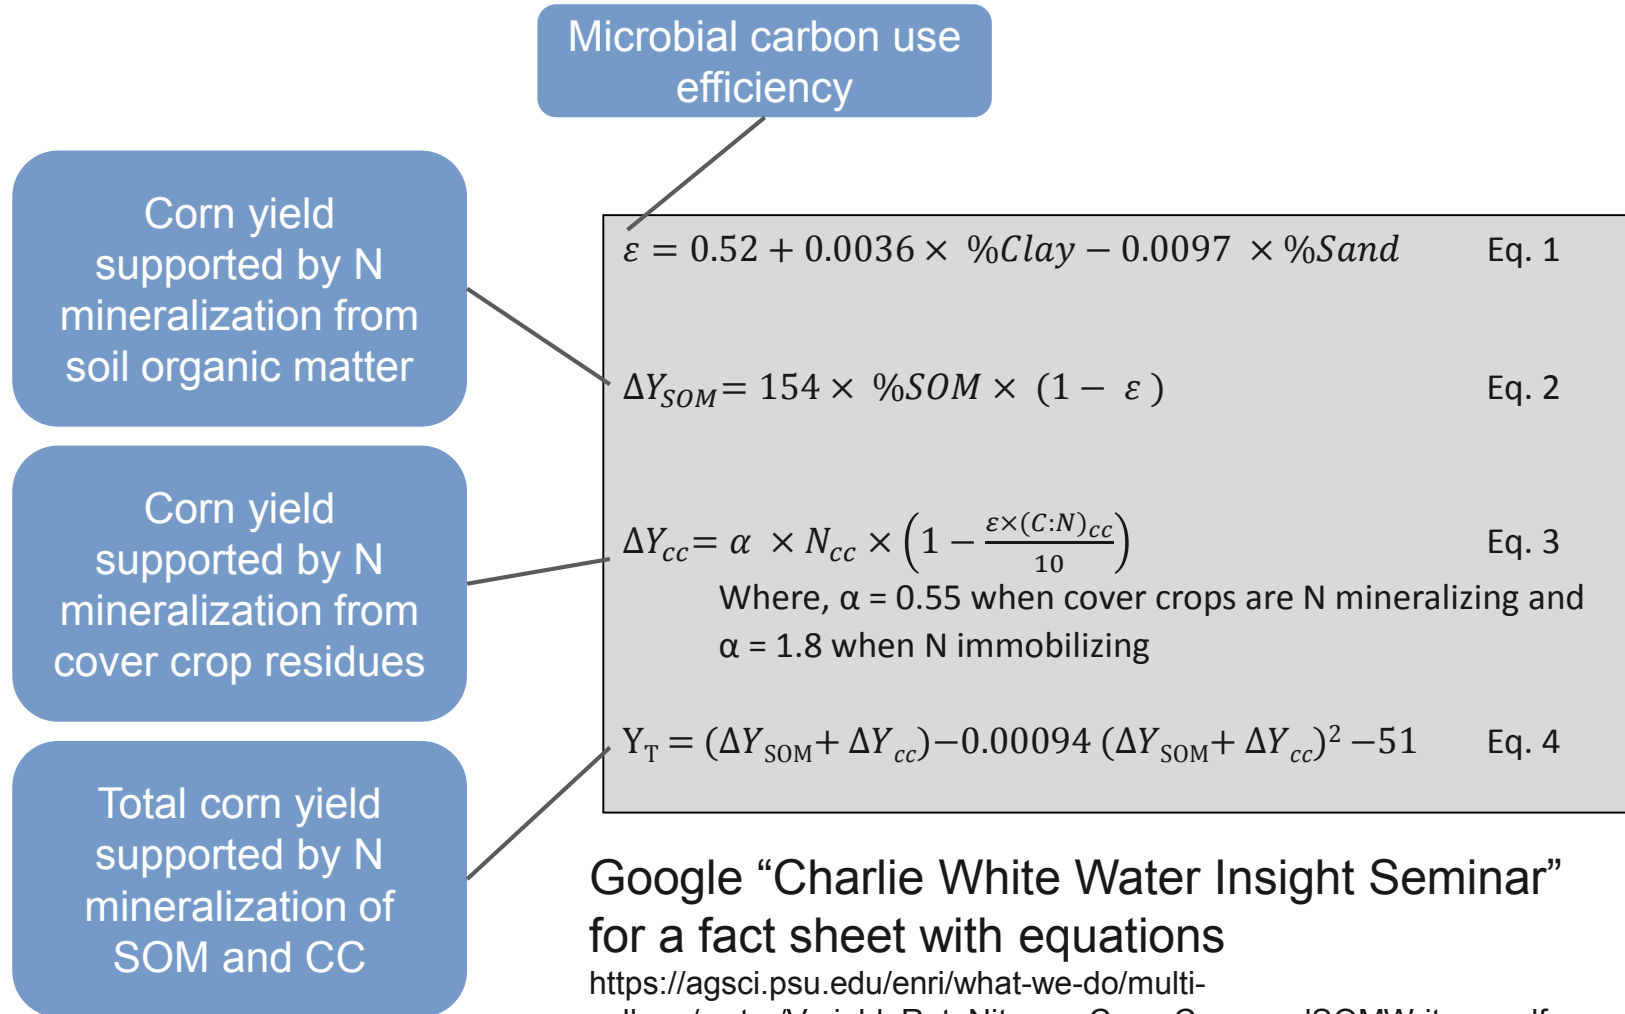 Microbial carbon use
efficiency
Corn yield
supported by N
mineralization from
soil organic matter
Corn yield
supported by N
mineralization from
cover crop residues
Total corn yield
supported by N
mineralization of
SOM and CC
ε = 0.52 + 0.0036 × %Clay − 0.0097 × %Sand Eq. 1
ΔY_SOM = 154 × %SOM × (1 − ε) Eq. 2
ΔY_cc = α × N_cc × (1 − ε×(C:N)_cc / 10) Eq. 3
Where, α = 0.55 when cover crops are N mineralizing and
α = 1.8 when N immobilizing
Y_T = (ΔY_SOM + ΔY_cc) − 0.00094 (ΔY_SOM + ΔY_cc)² − 51 Eq. 4
Google “Charlie White Water Insight Seminar”
for a fact sheet with equations
https://agsci.psu.edu/enri/what-we-do/multi-